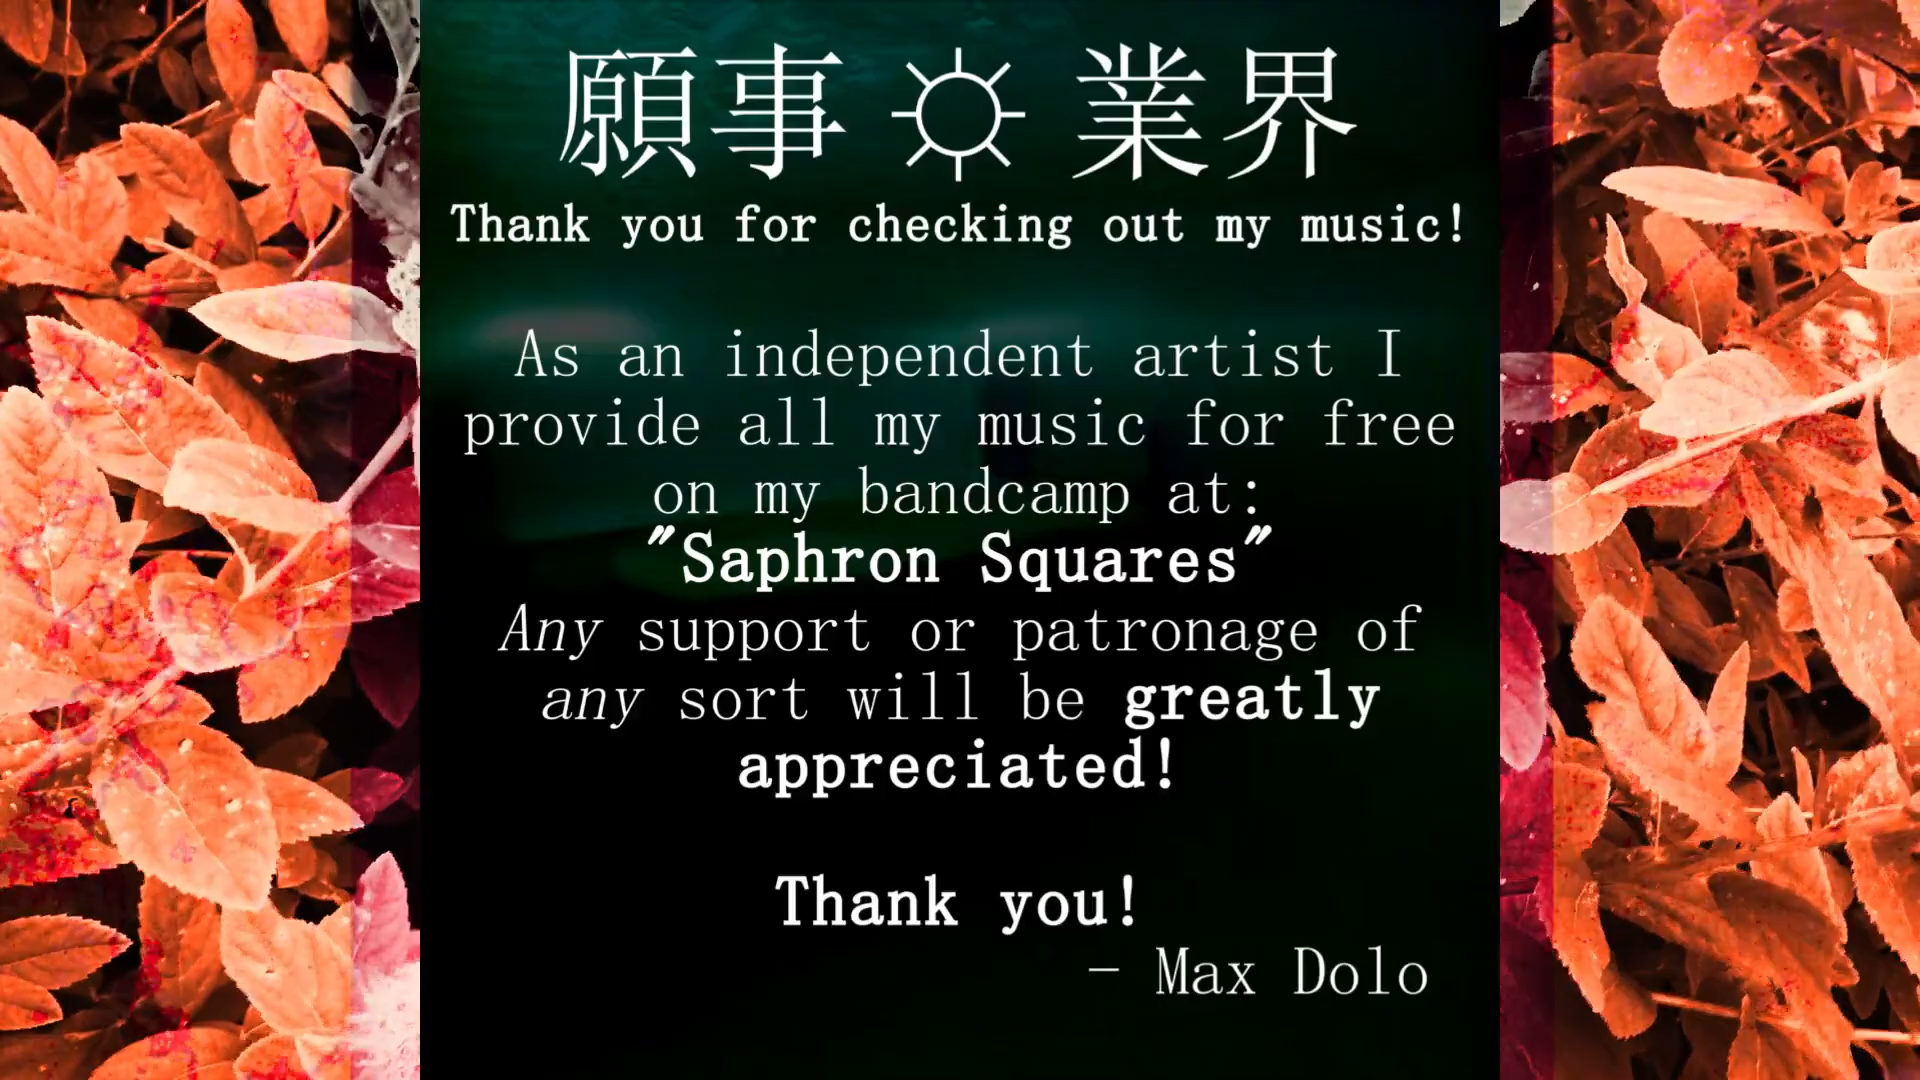 願事☼業界
Thank you for checking out my music!
As an independent artist I
provide all my music for free
on my bandcamp at:
"Saphron Squares"
Any support or patronage of
any sort will be greatly
appreciated!
Thank you!
- Max Dolo